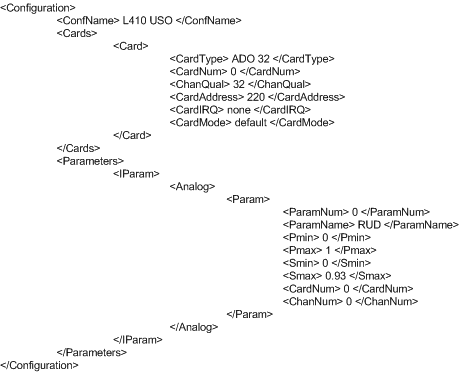 <Configuration>
<ConfName> L410 USO </ConfName>
<Cards>
<Card>
<CardType> ADO 32 </CardType>
<CardNum> 0 </CardNum>
<ChanQual> 32 </ChanQual>
<CardAddress> 220 </CardAddress>
<CardIRQ> none </CardIRQ>
<CardMode> default </CardMode>
</Card>
</Cards>
<Parameters>
<IParam>
<Analog>
<Param>
<ParamNum> 0 </ParamNum>
<ParamName> RUD </ParamName>
<Pmin> 0 </Pmin>
<Pmax> 1 </Pmax>
<Smin> 0 </Smin>
<Smax> 0.93 </Smax>
<CardNum> 0 </CardNum>
<ChanNum> 0 </ChanNum>
</Param>
</Analog>
</IParam>
</Parameters>
</Configuration>